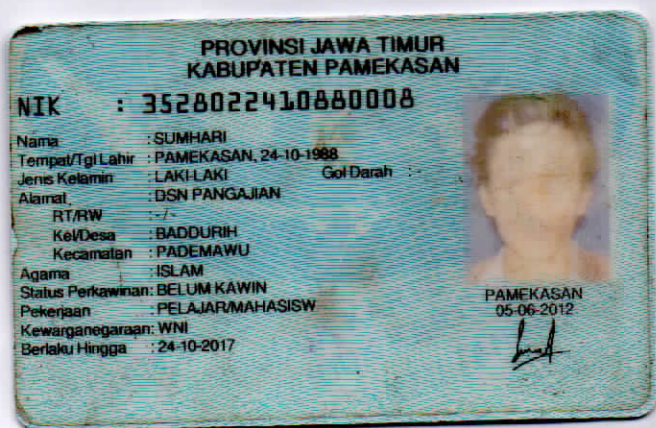 PROVINSI JAWA TIMUR
KABUPATEN PAMEKASAN
NIK : 3528022410880008
Nama : SUMHARI
Tempat/Tgl Lahir : PAMEKASAN, 24-10-1988
Jenis Kelamin : LAKI-LAKI Gol Darah : -
Alamat : DSN PANGAJIAN
RT/RW : -/-
Kel/Desa : BADDURIH
Kecamatan : PADEMAWU
Agama : ISLAM
Status Perkawinan: BELUM KAWIN
Pekerjaan : PELAJAR/MAHASISW
Kewarganegaraan: WNI
Berlaku Hingga : 24-10-2017
PAMEKASAN
05-06-2012